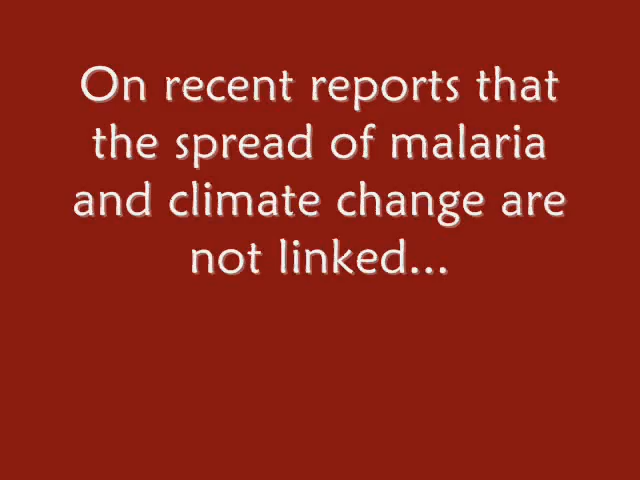 On recent reports that
the spread of malaria
and climate change are
not linked...